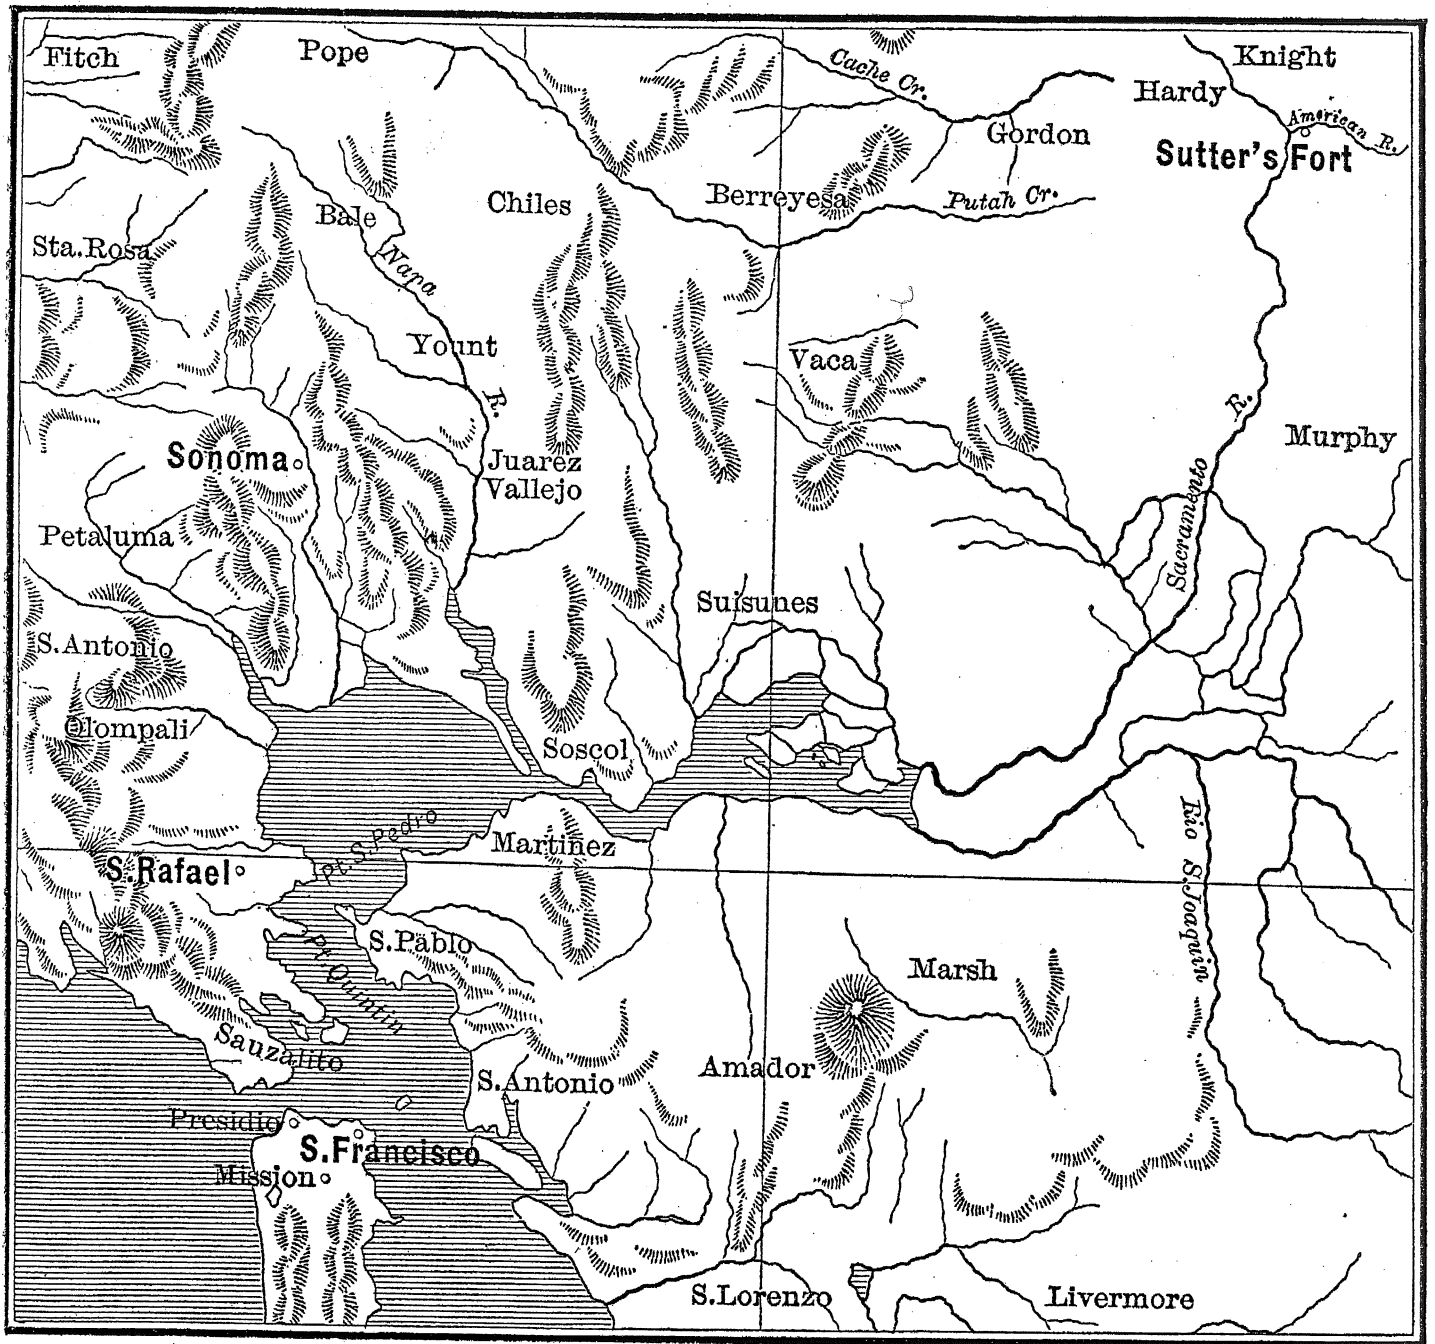 Fitch
Pope
Cache Cr.
Knight
Hardy
American R.
Gordon
Sutter's Fort
Berreyesa
Putah Cr.
Chiles
Bale
Sta. Rosa
Napa R.
Yount
Vaca
Sacramento R.
Murphy
Sonoma
Juarez
Vallejo
Petaluma
Suisunes
S. Antonio
Olompali
Soscol
Pt. S. Pedro
Martinez
S. Rafael
Rio S. Joaquin
S. Pablo
Pt. Quintin
Marsh
Sauzalito
Amador
S. Antonio
Presidio
S. Francisco
Mission
S. Lorenzo
Livermore